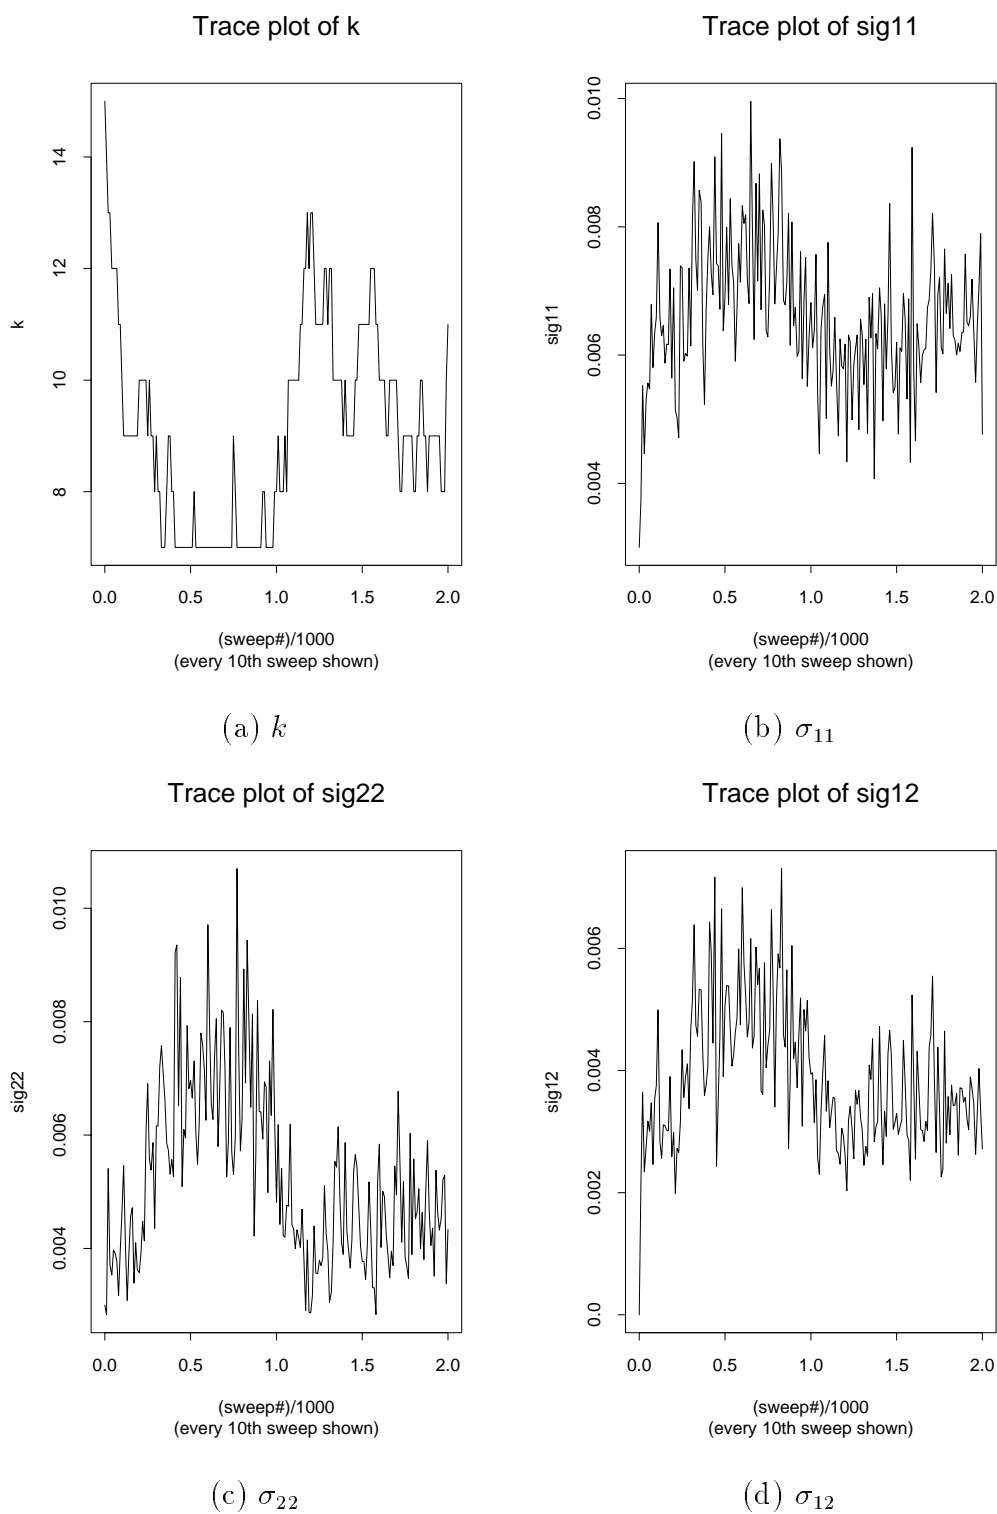 Trace plot of k
k
14
12
10
8
0.0 0.5 1.0 1.5 2.0
(sweep#)/1000
(every 10th sweep shown)
(a) k
Trace plot of sig11
sig11
0.010
0.008
0.006
0.004
0.0 0.5 1.0 1.5 2.0
(sweep#)/1000
(every 10th sweep shown)
(b) σ11
Trace plot of sig22
sig22
0.010
0.008
0.006
0.004
0.0 0.5 1.0 1.5 2.0
(sweep#)/1000
(every 10th sweep shown)
(c) σ22
Trace plot of sig12
sig12
0.006
0.004
0.002
0.0
0.0 0.5 1.0 1.5 2.0
(sweep#)/1000
(every 10th sweep shown)
(d) σ12